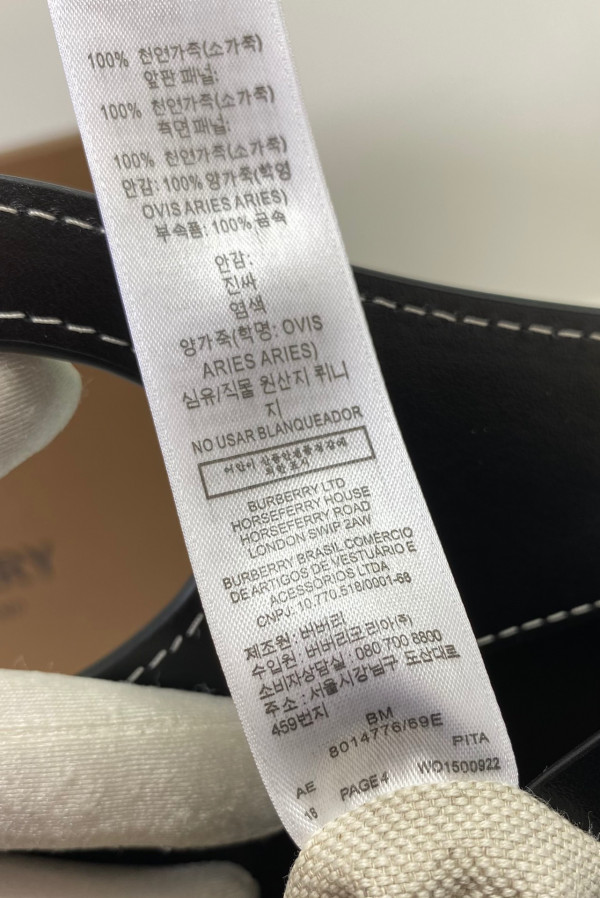 100% 천연가죽(소가죽)
앞판 패널:
100% 천연가죽(소가죽)
측면 패널:
100% 천연가죽(소가죽)
안감: 100% 양가죽(학명
OVIS ARIES ARIES)
부속품: 100% 금속
안감:
진짜
염색
양가죽(학명: OVIS
ARIES ARIES)
심유/직물 원산지 뀌니
지
NO USAR BLANQUEADOR
BURBERRY LTD
HORSEFERRY HOUSE
HORSEFERRY ROAD
LONDON SW1P 2AW
BURBERRY BRASIL COMÉRCIO
DE ARTIGOS DE VESTUÁRIO E
ACESSÓRIOS LTDA
CNPJ: 10.770.518/0001-68
제조원: 버버리
수입원: 버버리코리아(주)
소비자상담실: 080 700 8800
주소: 서울시강남구 도산대로
459번지
BM
8014776/69E
PITA
AE
18 PAGE4 WO1500922
RRY